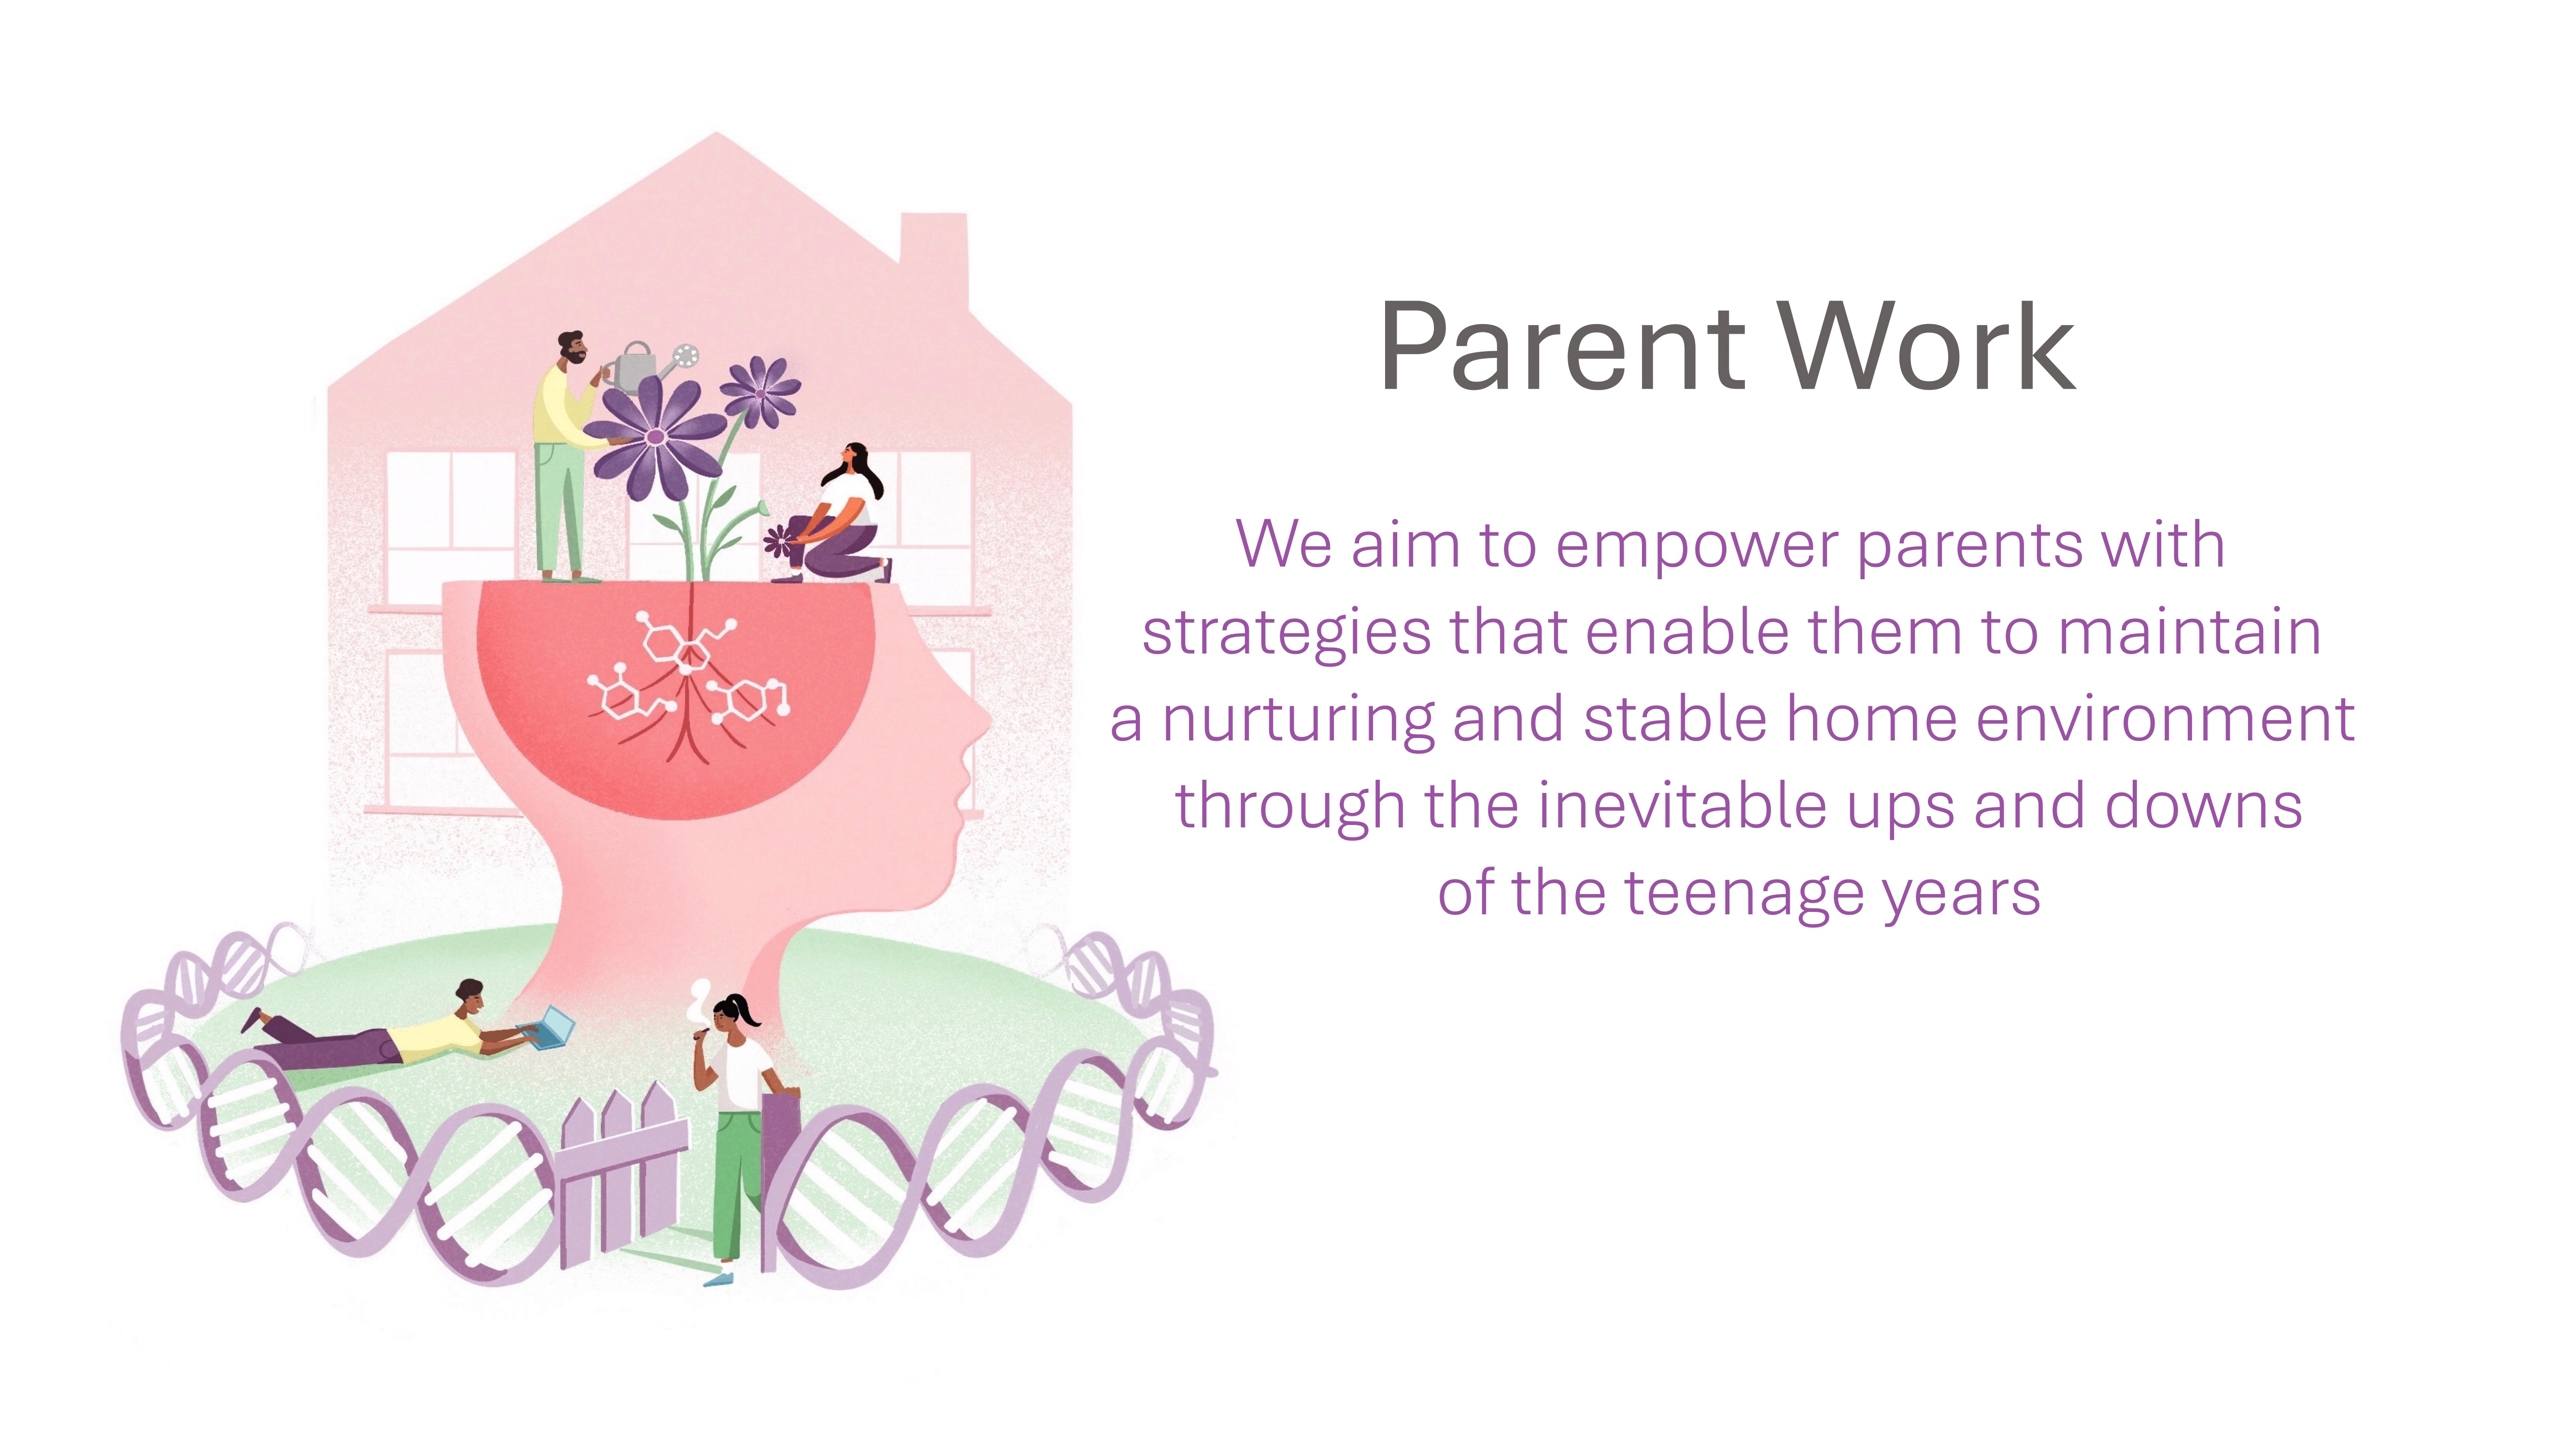 Parent Work
We aim to empower parents with
strategies that enable them to maintain
a nurturing and stable home environment
through the inevitable ups and downs
of the teenage years